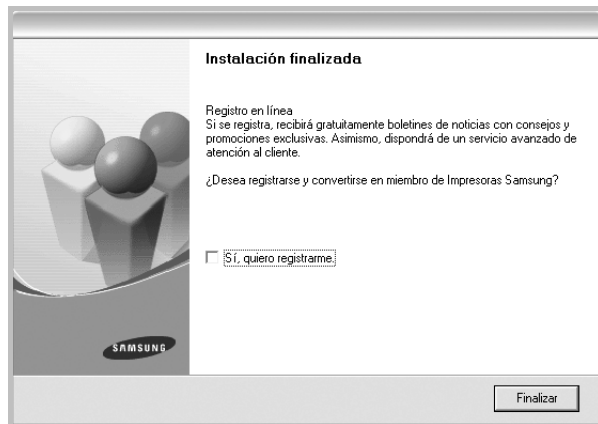 Instalación finalizada
Registro en línea
Si se registra, recibirá gratuitamente boletines de noticias con consejos y
promociones exclusivas. Asimismo, dispondrá de un servicio avanzado de
atención al cliente.
¿Desea registrarse y convertirse en miembro de Impresoras Samsung?
Sí, quiero registrarme.
SAMSUNG
Finalizar